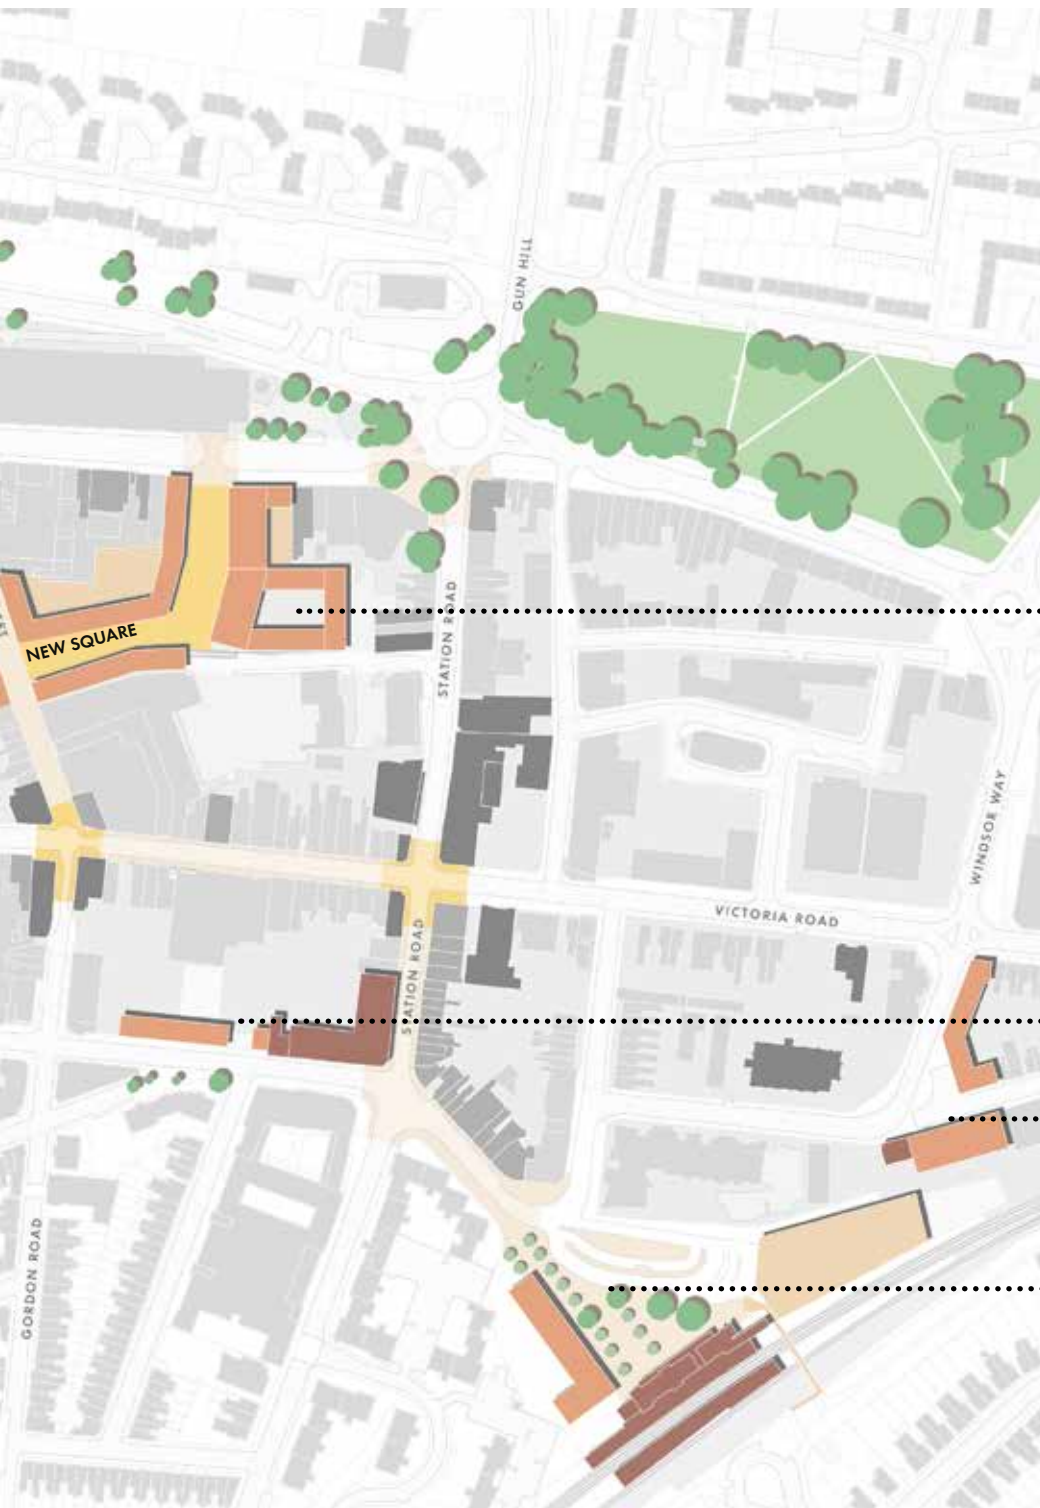 GUN HILL
NEW SQUARE
STATION ROAD
WINDSOR WAY
VICTORIA ROAD
STATION ROAD
GORDON ROAD